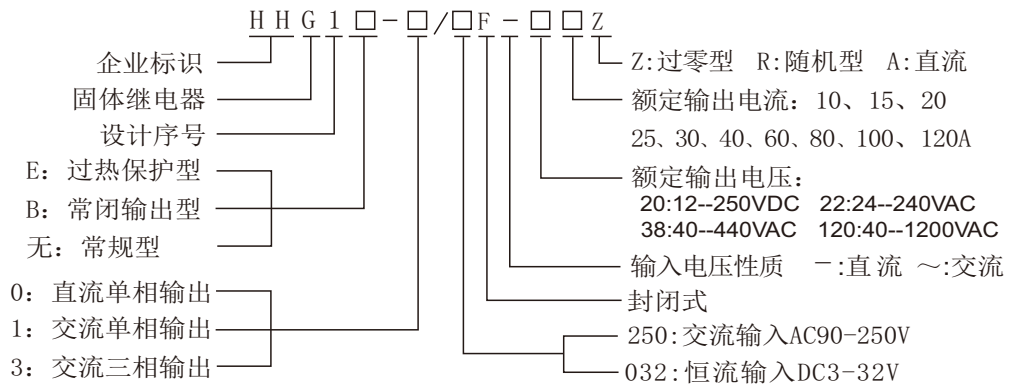 HHG1□-□/□F-□□Z
企业标识
固体继电器
设计序号
E：过热保护型
B：常闭输出型
无：常规型
0：直流单相输出
1：交流单相输出
3：交流三相输出
Z:过零型 R:随机型 A:直流
额定输出电流：10、15、20
25、30、40、60、80、100、120A
额定输出电压：
20:12--250VDC 22:24--240VAC
38:40--440VAC 120:40--1200VAC
输入电压性质 －:直流 ～:交流
封闭式
250:交流输入AC90-250V
032:恒流输入DC3-32V